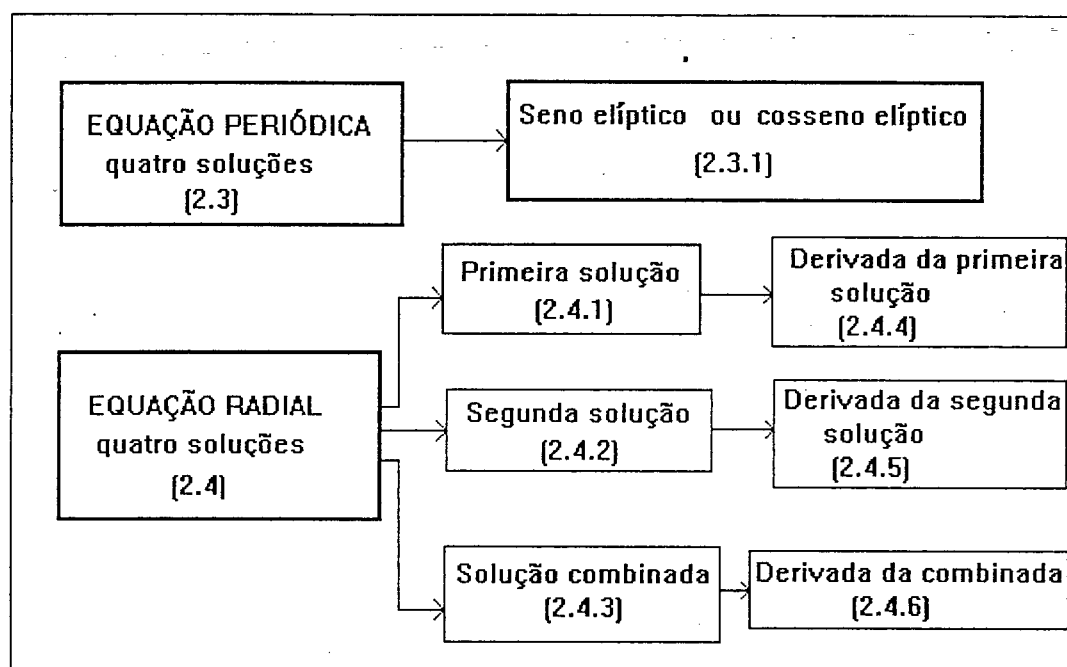 EQUAÇÃO PERIÓDICA
quatro soluções
(2.3)
Seno elíptico ou cosseno elíptico
(2.3.1)
Primeira solução
(2.4.1)
Derivada da primeira
solução
(2.4.4)
EQUAÇÃO RADIAL
quatro soluções
(2.4)
Segunda solução
(2.4.2)
Derivada da segunda
solução
(2.4.5)
Solução combinada
(2.4.3)
Derivada da combinada
(2.4.6)